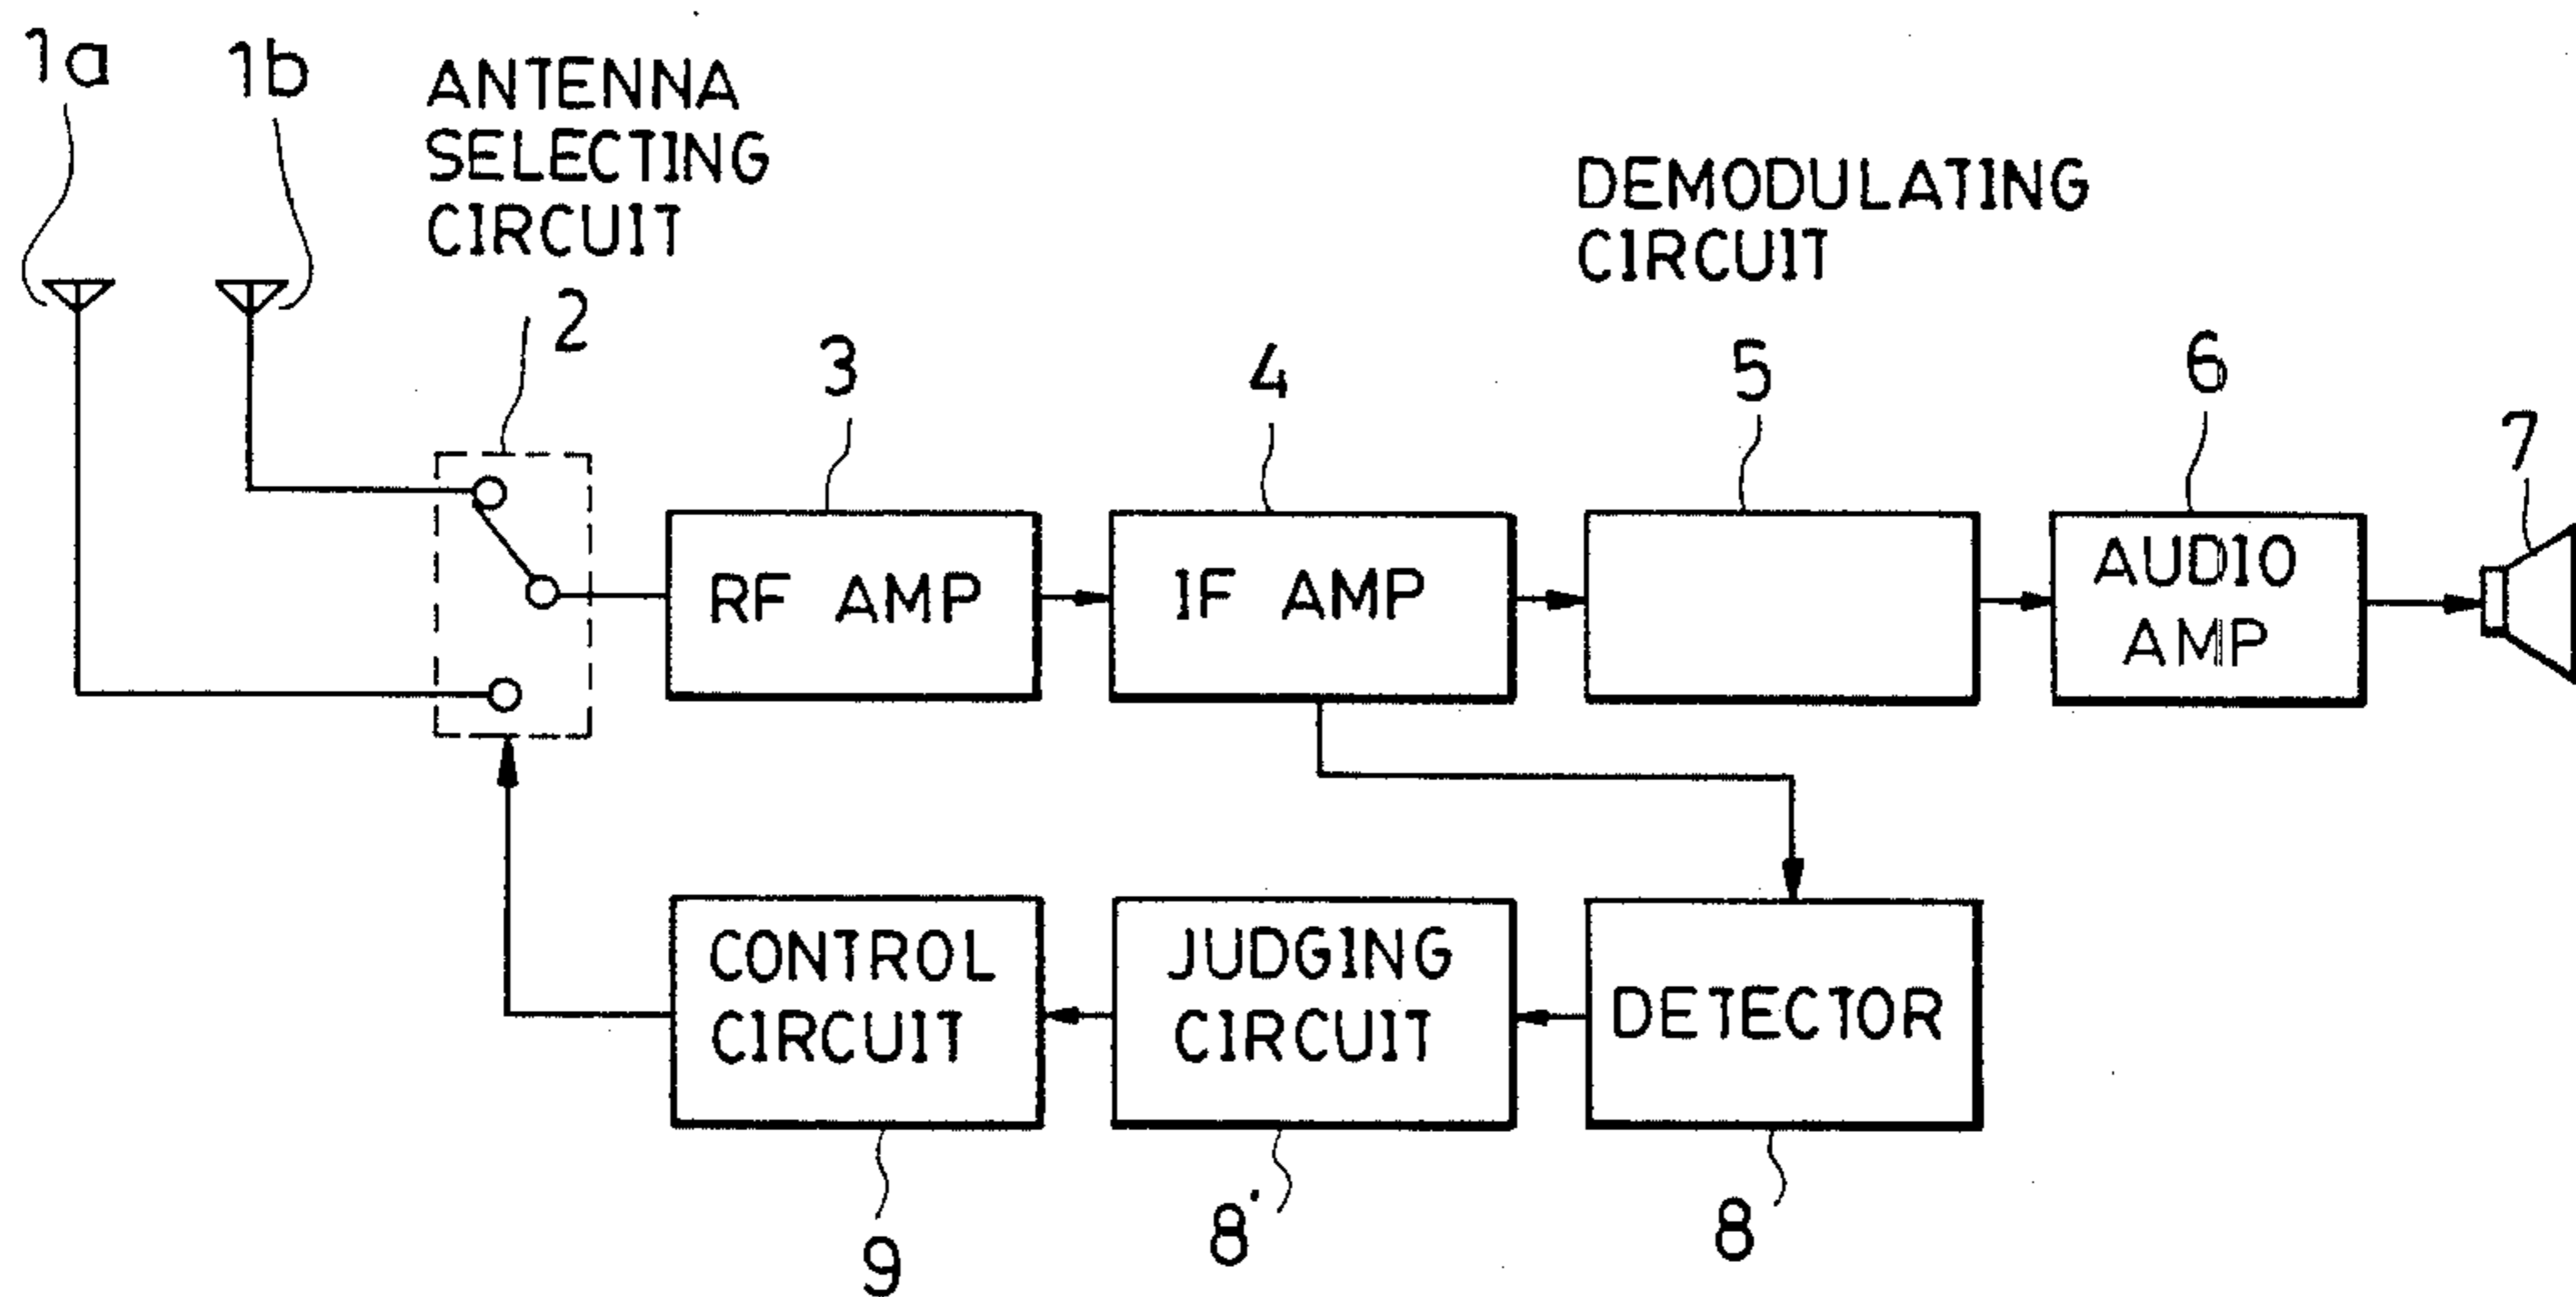 1a
1b
ANTENNA
SELECTING
CIRCUIT
2
3
4
DEMODULATING
CIRCUIT
5
6
7
RF AMP
IF AMP
AUDIO
AMP
CONTROL
CIRCUIT
JUDGING
CIRCUIT
DETECTOR
9
8'
8